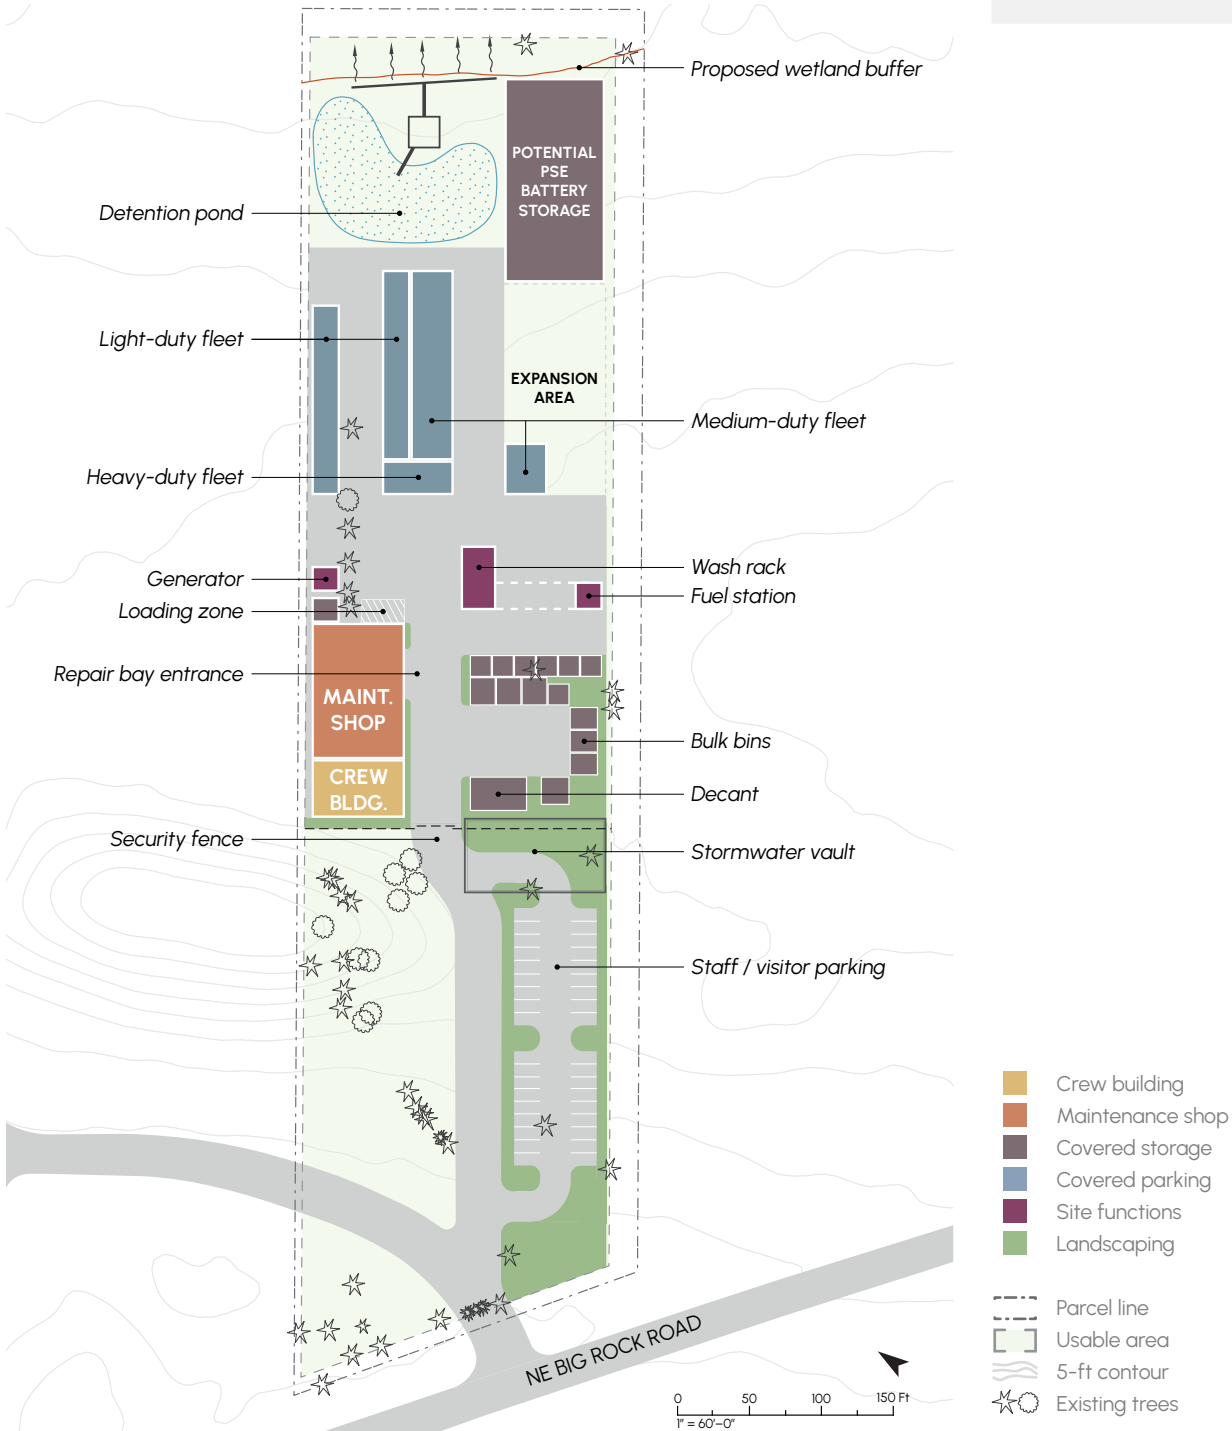 Proposed wetland buffer
POTENTIAL
PSE
BATTERY
STORAGE
Detention pond
Light-duty fleet
EXPANSION
AREA
Medium-duty fleet
Heavy-duty fleet
Wash rack
Generator
Fuel station
Loading zone
Repair bay entrance
MAINT.
SHOP
Bulk bins
CREW
BLDG.
Decant
Security fence
Stormwater vault
Staff / visitor parking
Crew building
Maintenance shop
Covered storage
Covered parking
Site functions
Landscaping
Parcel line
Usable area
5-ft contour
Existing trees
NE BIG ROCK ROAD
0 50 100 150 Ft
1" = 60'-0"